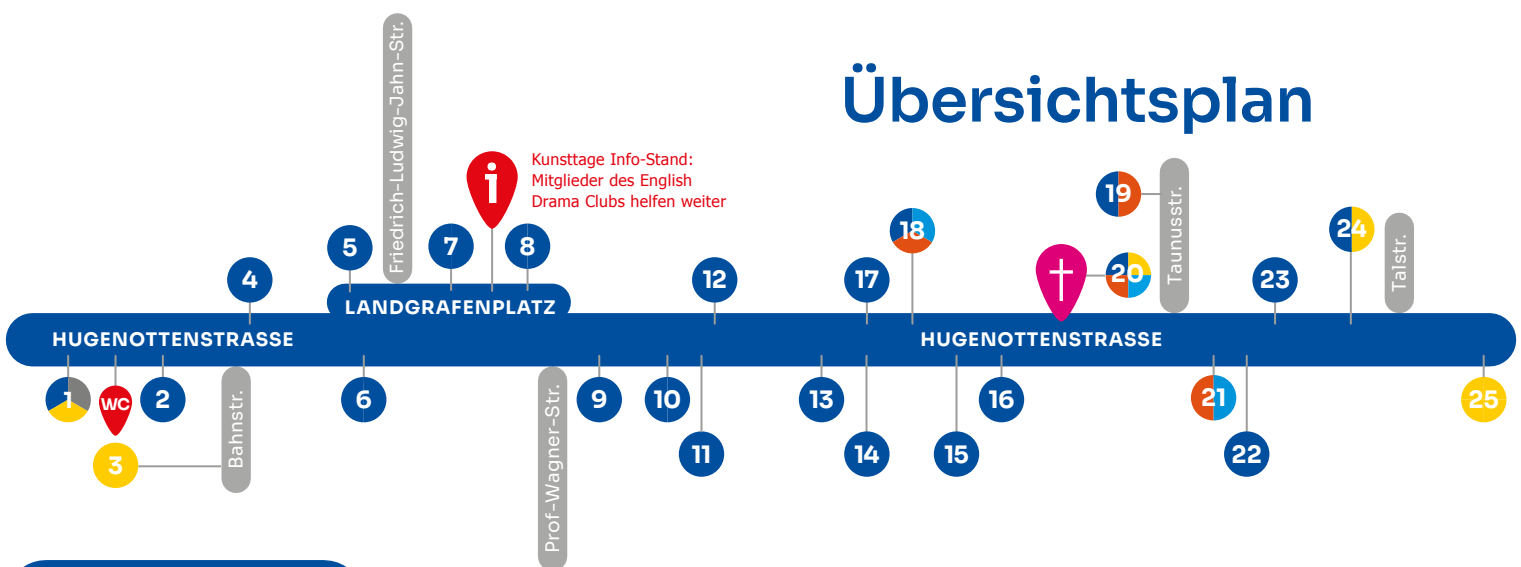 Übersichtsplan
Friedrich-Ludwig-Jahn-Str.
i
Kunsttage Info-Stand:
Mitglieder des English
Drama Clubs helfen weiter
19
Taunusstr.
18
24
5
7
8
Talstr.
4
12
17
20
23
LANDGRAFENPLATZ
HUGENOTTENSTRASSE
HUGENOTTENSTRASSE
1
WC
2
Bahnstr.
6
Prof-Wagner-Str.
9
10
13
16
21
25
3
11
14
15
22